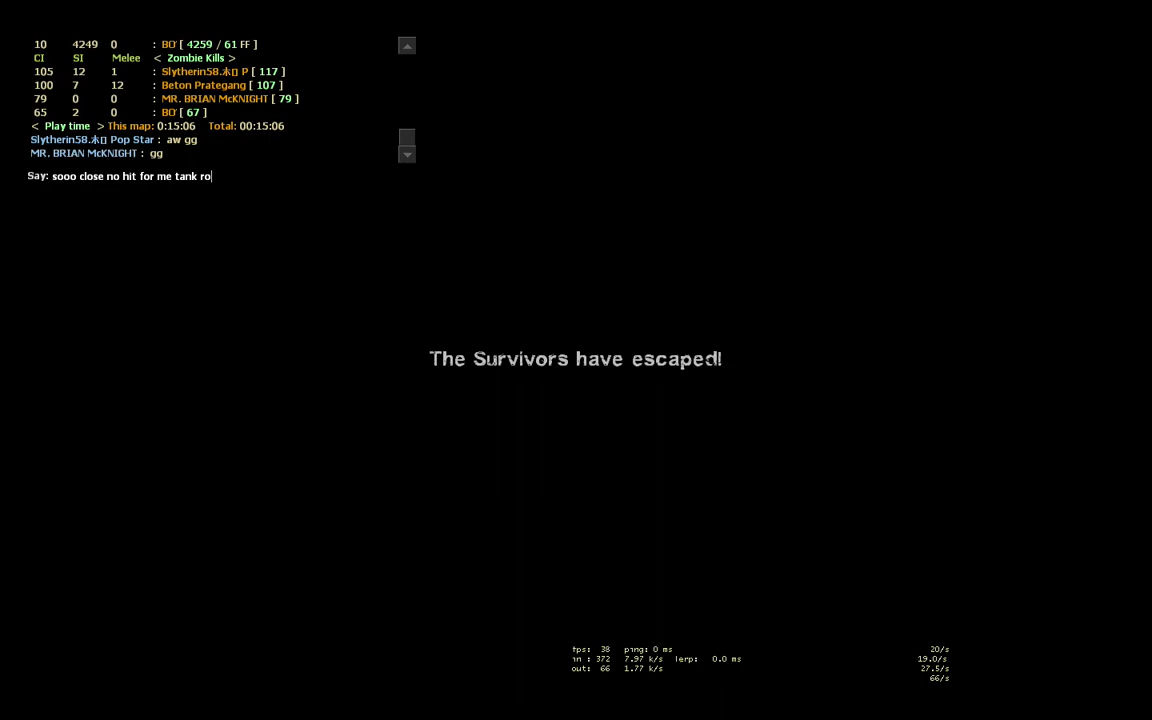 10 4249 0 : BO' [ 4259 / 61 FF ]
CI SI Melee < Zombie Kills >
105 12 1 : Slytherin58.木口 P [ 117 ]
100 7 12 : Beton Prategang [ 107 ]
79 0 0 : MR. BRIAN McKNIGHT [ 79 ]
65 2 0 : BO' [ 67 ]
< Play time > This map: 0:15:06 Total: 00:15:06
Slytherin58.木口 Pop Star : aw gg
MR. BRIAN McKNIGHT : gg
Say: sooo close no hit for me tank ro
The Survivors have escaped!
fps: 38 ping: 0 ms 20/s
in : 372 7.97 k/s lerp: 0.0 ms 19.0/s
out: 66 1.77 k/s 27.5/s
66/s